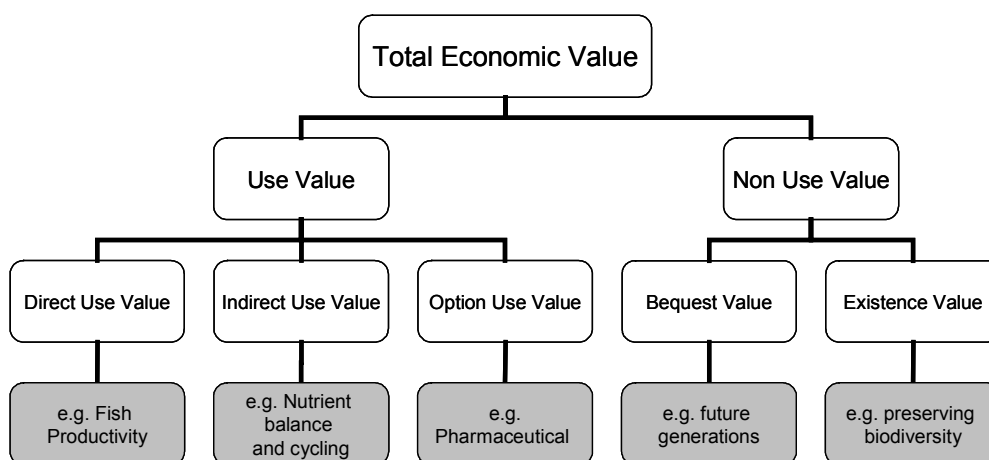 Total Economic Value
Use Value
Non Use Value
Direct Use Value
Indirect Use Value
Option Use Value
Bequest Value
Existence Value
e.g. Fish
Productivity
e.g. Nutrient
balance
and cycling
e.g.
Pharmaceutical
e.g. future
generations
e.g. preserving
biodiversity